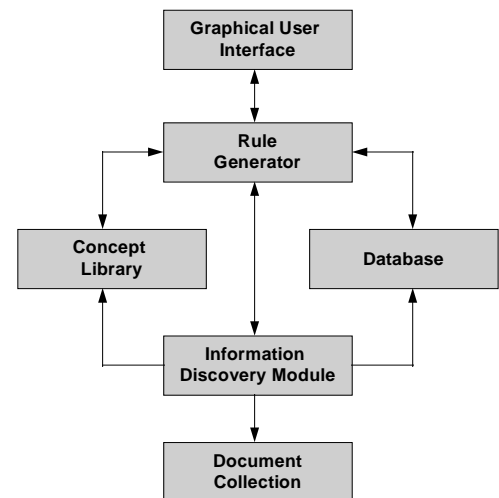 Graphical User
Interface
Rule
Generator
Concept
Library
Database
Information
Discovery Module
Document
Collection